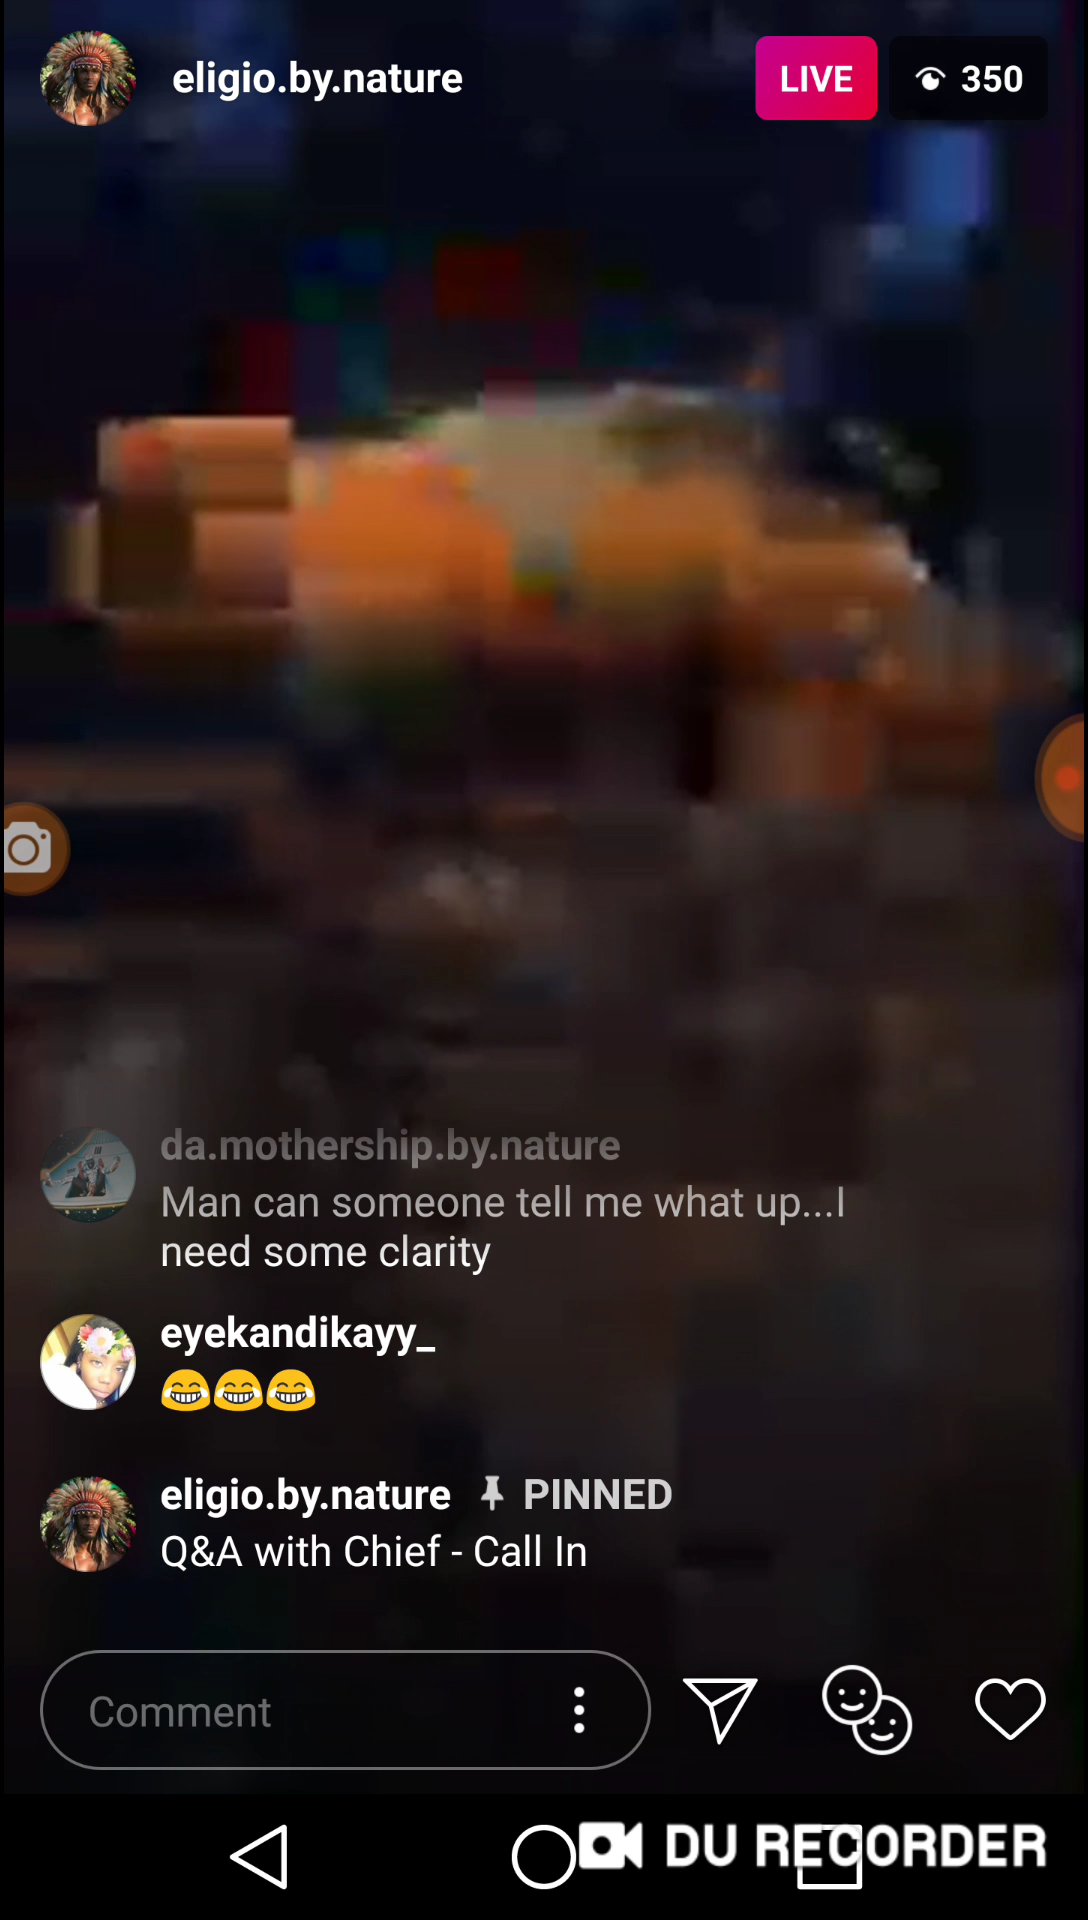 eligio.by.nature
LIVE
350
da.mothership.by.nature
Man can someone tell me what up...I
need some clarity
eyekandikayy_
😂😂😂
eligio.by.nature PINNED
Q&A with Chief - Call In
Comment
DU RECORDER